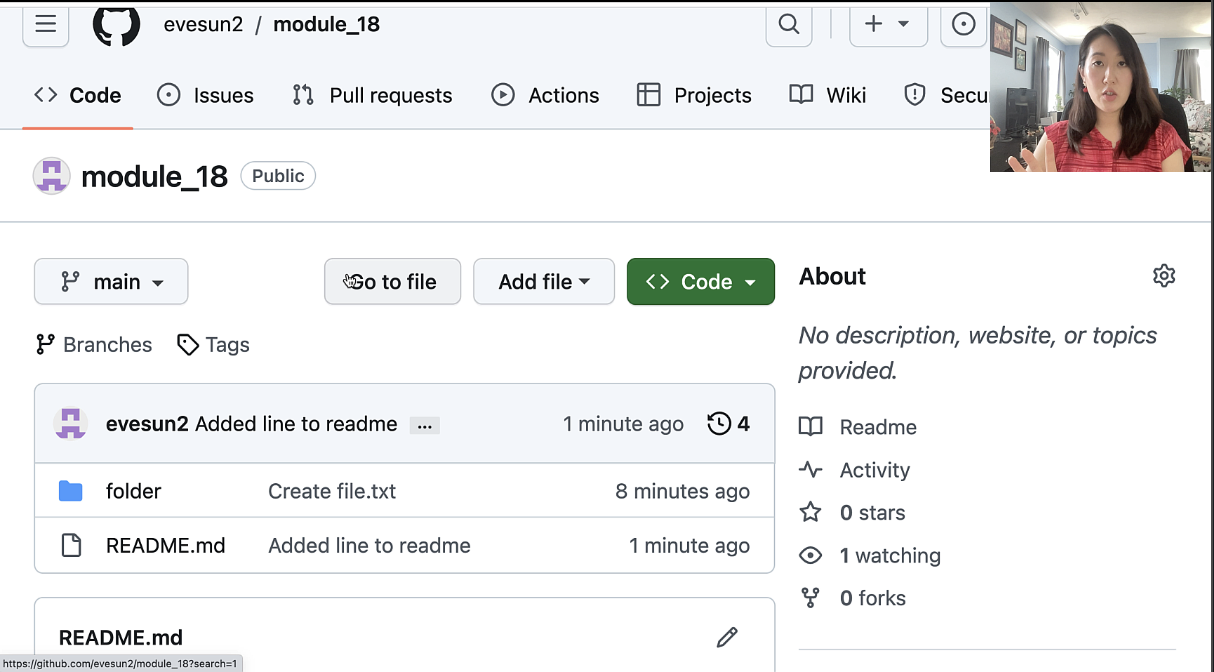 evesun2 / module_18
Code Issues Pull requests Actions Projects Wiki Secu
module_18 Public
main Go to file Add file Code About
Branches Tags
No description, website, or topics
provided.
evesun2 Added line to readme ... 1 minute ago 4
Readme
Activity
folder Create file.txt 8 minutes ago
0 stars
README.md Added line to readme 1 minute ago
1 watching
0 forks
README.md
https://github.com/evesun2/module_18?search=1